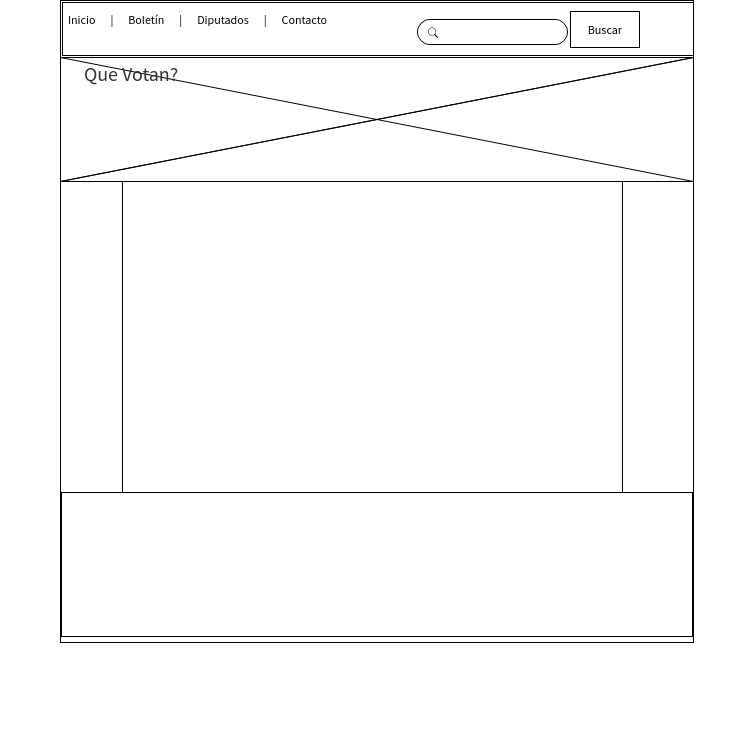 Inicio | Boletín | Diputados | Contacto
Buscar
Que Votan?